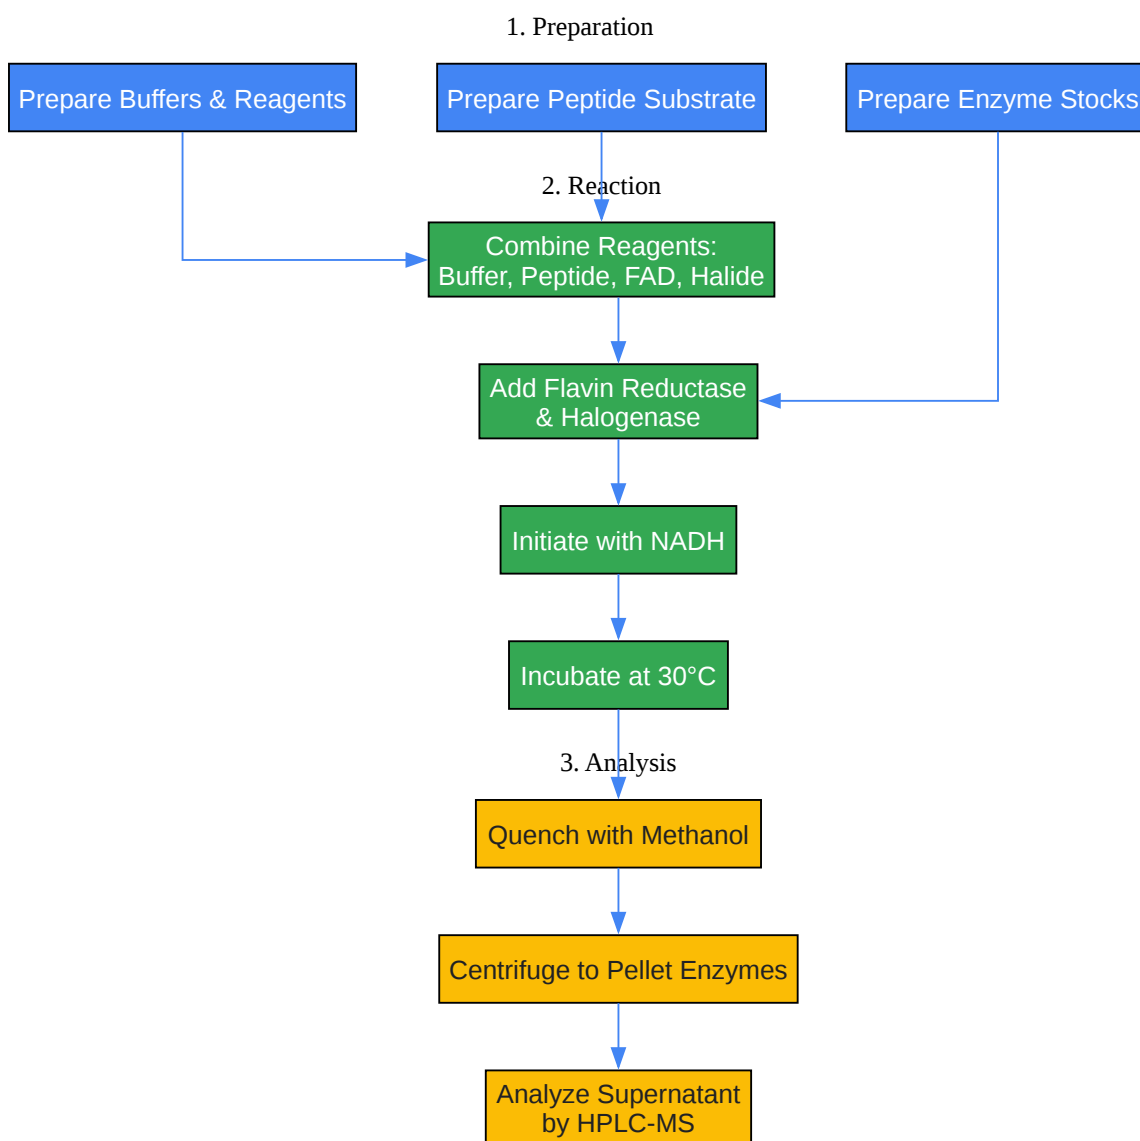 1. Preparation
Prepare Buffers & Reagents
Prepare Peptide Substrate
Prepare Enzyme Stocks
2. Reaction
Combine Reagents:
Buffer, Peptide, FAD, Halide
Add Flavin Reductase
& Halogenase
Initiate with NADH
Incubate at 30°C
3. Analysis
Quench with Methanol
Centrifuge to Pellet Enzymes
Analyze Supernatant
by HPLC-MS